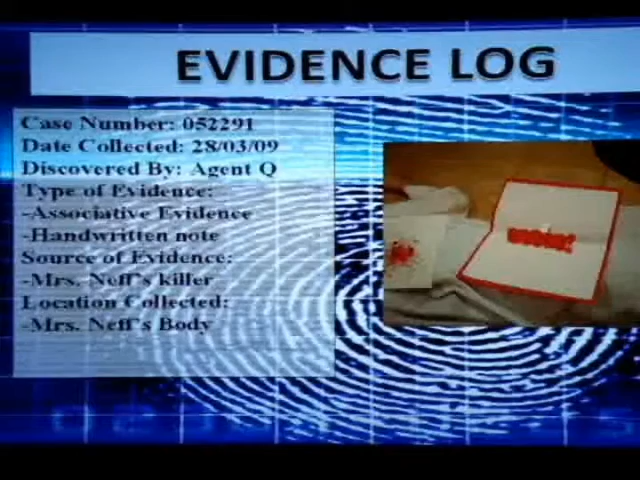 EVIDENCE LOG
Case Number: 052291
Date Collected: 28/03/09
Discovered By: Agent Q
Type of Evidence:
-Associative Evidence
-Handwritten note
Source of Evidence:
-Mrs. Neff's killer
Location Collected:
-Mrs. Neff's Body